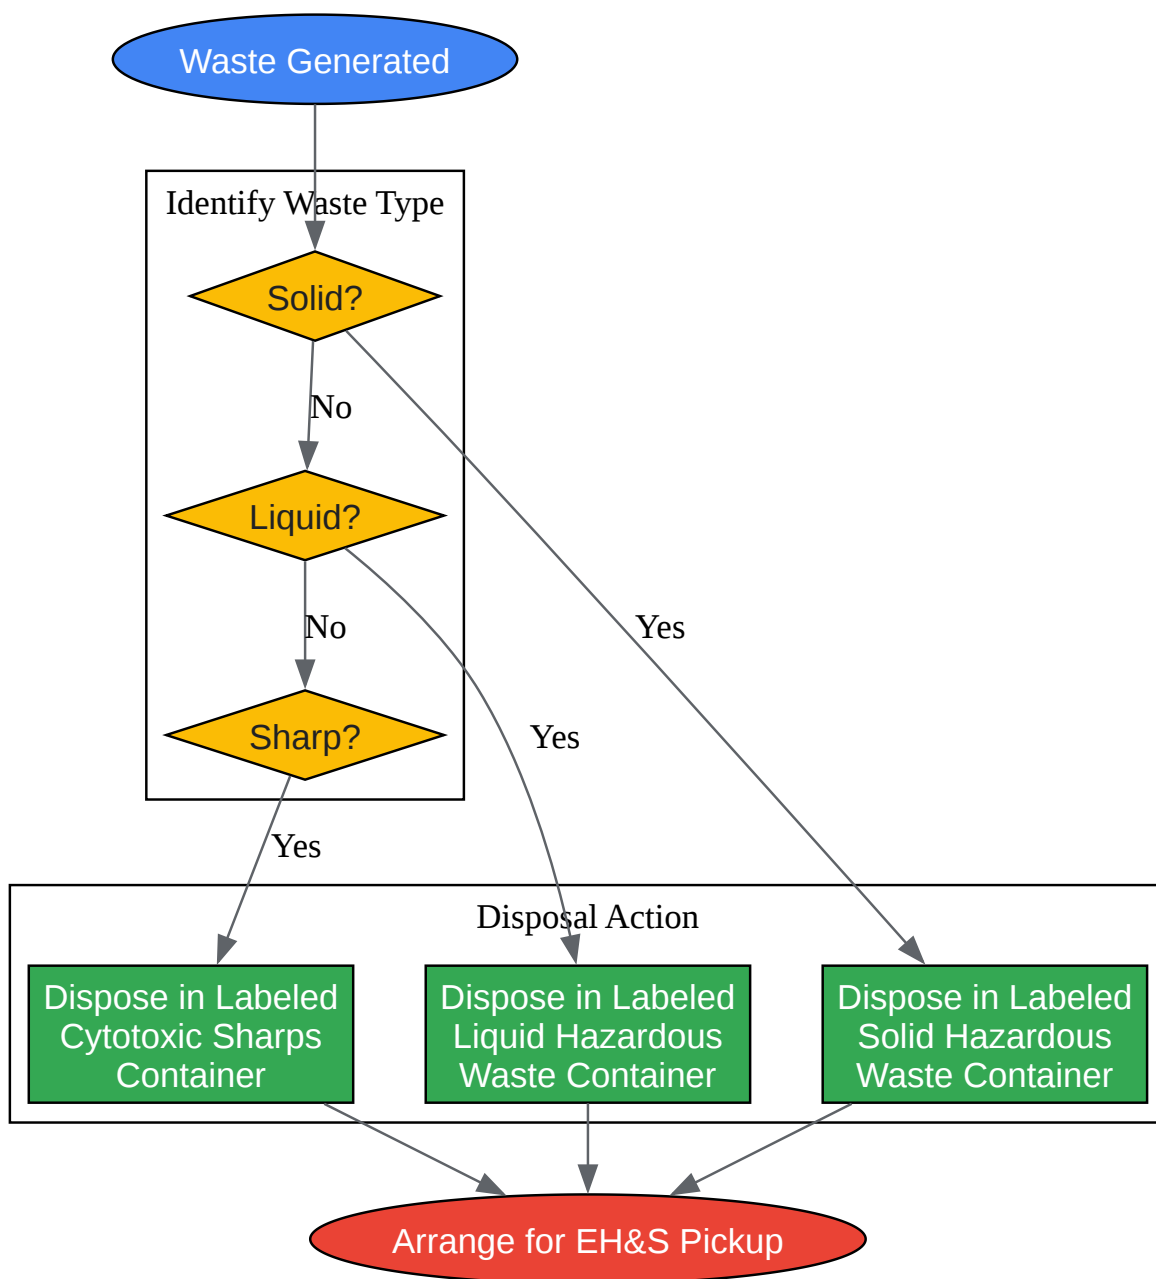 Waste Generated
Identify Waste Type
Solid?
No
Liquid?
No
Yes
Sharp?
Yes
Yes
Disposal Action
Dispose in Labeled
Cytotoxic Sharps
Container
Dispose in Labeled
Liquid Hazardous
Waste Container
Dispose in Labeled
Solid Hazardous
Waste Container
Arrange for EH&S Pickup